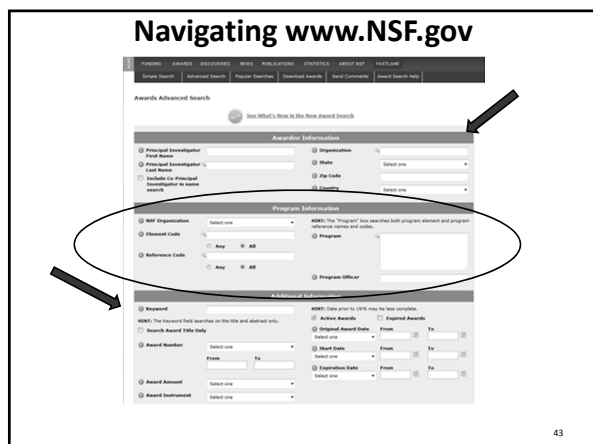 Navigating www.NSF.gov
HOME
FUNDING AWARDS DISCOVERIES NEWS PUBLICATIONS STATISTICS ABOUT NSF FASTLANE
Simple Search Advanced Search Popular Searches Download Awards Send Comments Award Search Help
Awards Advanced Search
See What's New in the New Award Search
Awardee Information
Principal Investigator First Name
Organization
Principal Investigator Last Name
State Select one
Include Co-Principal Investigator in name search
Zip Code
Country Select one
Program Information
NSF Organization Select one
HINT: The "Program" box searches both program element and program
reference names and codes.
Element Code
Program
Any All
Reference Code
Any All
Program Officer
Additional Information
Keyword
HINT: Date prior to 1976 may be less complete.
HINT: The Keyword field searches on the title and abstract only.
Active Awards Expired Awards
Search Award Title Only
Original Award Date From To
Select one
Award Number Select one
Start Date From To
From To
Select one
Expiration Date From To
Select one
Award Amount Select one
Award Instrument Select one
43